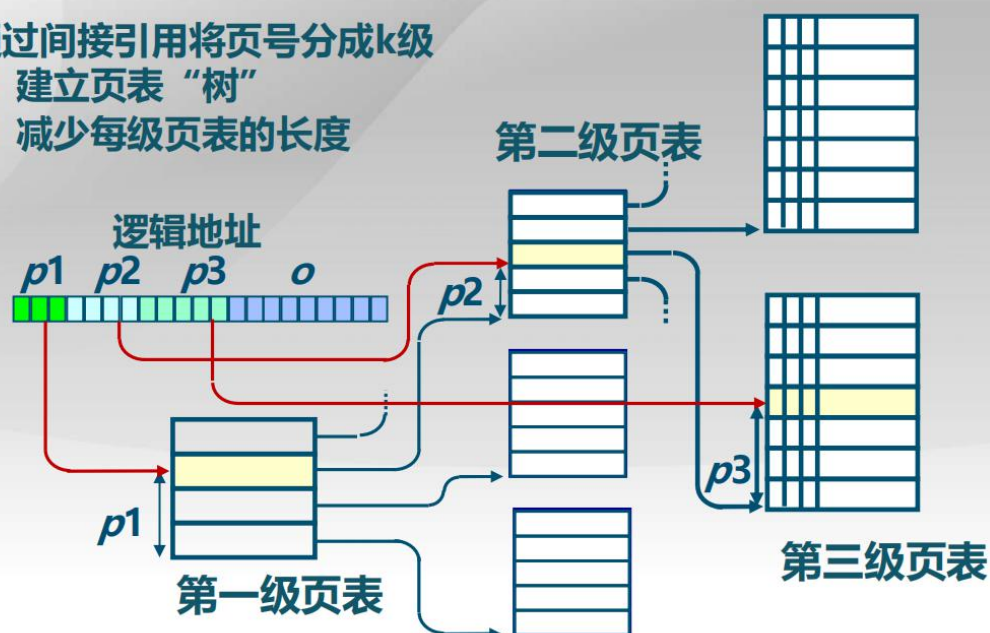 过间接引用将页号分成k级
建立页表“树”
减少每级页表的长度
第二级页表
逻辑地址
p1 p2 p3 o
p2
p1
p3
第一级页表
第三级页表